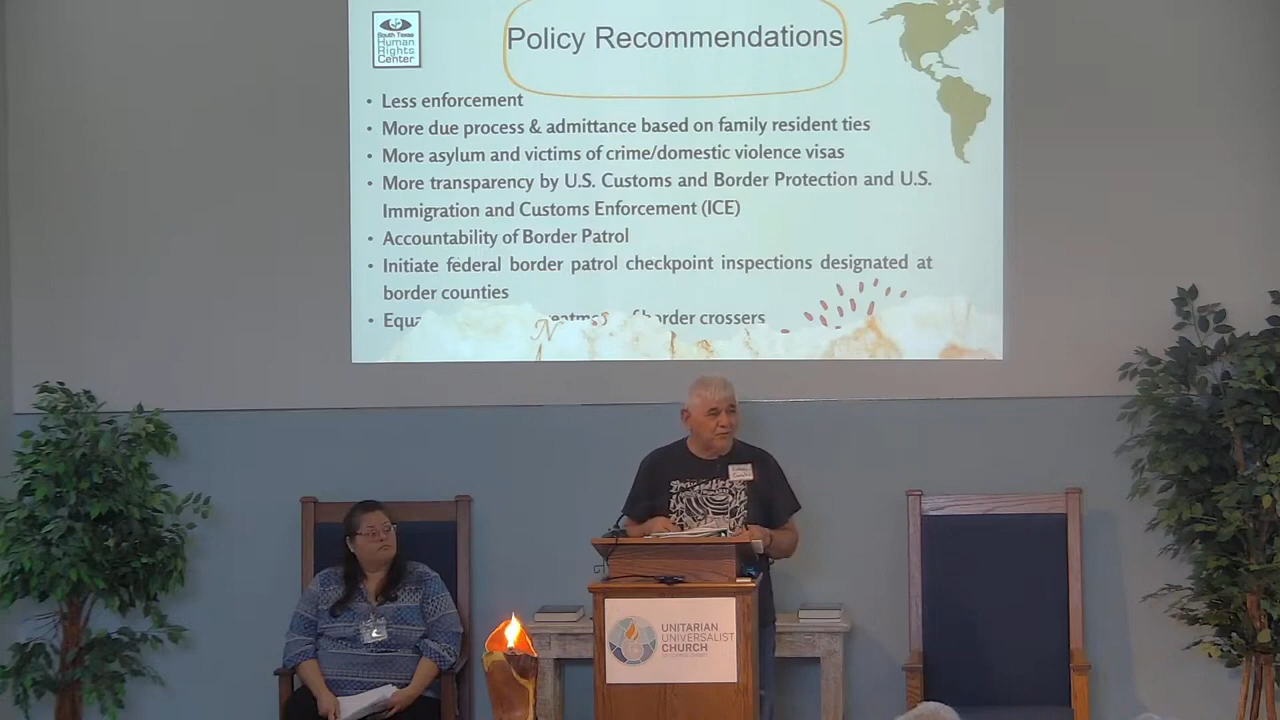 South Texas
Human
Rights
Center
Policy Recommendations
• Less enforcement
• More due process & admittance based on family resident ties
• More asylum and victims of crime/domestic violence visas
• More transparency by U.S. Customs and Border Protection and U.S.
Immigration and Customs Enforcement (ICE)
• Accountability of Border Patrol
• Initiate federal border patrol checkpoint inspections designated at
border counties
• border crossers
N
UNITARIAN
UNIVERSALIST
CHURCH